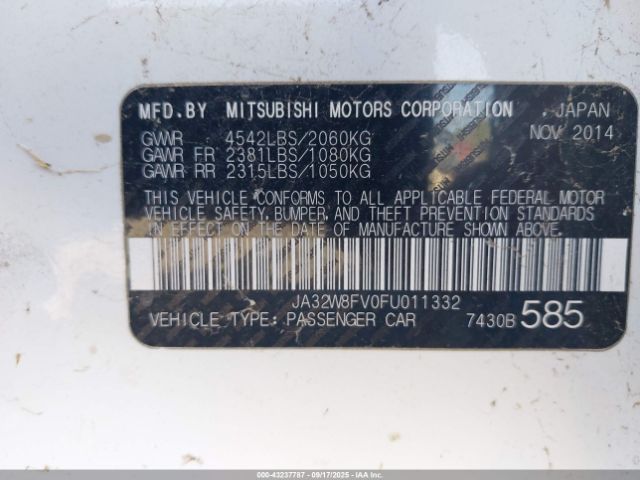 MFD.BY MITSUBISHI MOTORS CORPORATION , JAPAN
GVWR 4542LBS/2060KG NOV 2014
GAWR FR 2381LBS/1080KG
GAWR RR 2315LBS/1050KG
THIS VEHICLE CONFORMS TO ALL APPLICABLE FEDERAL MOTOR
VEHICLE SAFETY, BUMPER, AND THEFT PREVENTION STANDARDS
IN EFFECT ON THE DATE OF MANUFACTURE SHOWN ABOVE.
JA32W8FV0FU011332
VEHICLE TYPE: PASSENGER CAR 7430B 585
000-43237787 - 09/17/2025 - Copyright © IAA